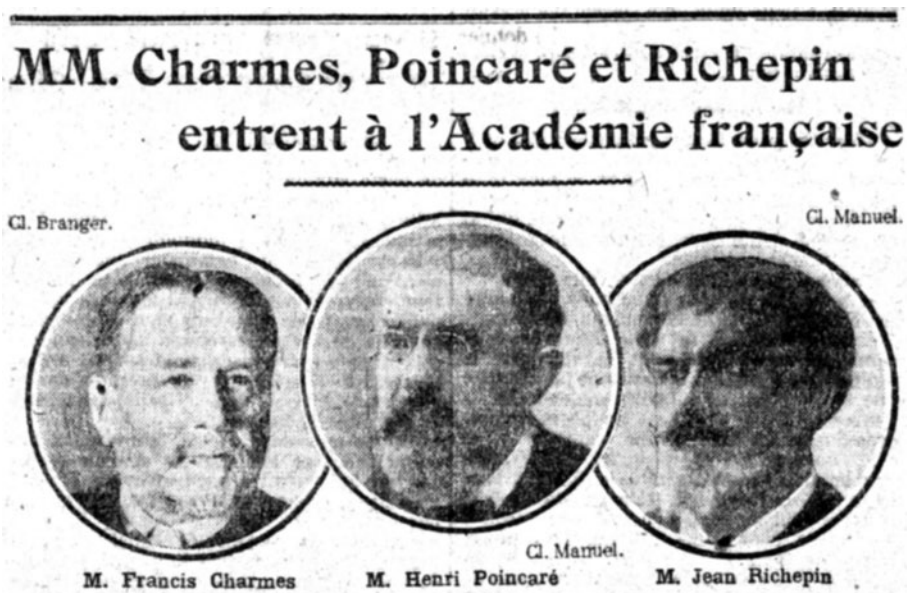 MM. Charmes, Poincaré et Richepin
entrent à l'Académie française
Cl. Branger.
Cl. Manuel.
Cl. Manuel.
M. Francis Charmes
M. Henri Poincaré
M. Jean Richepin